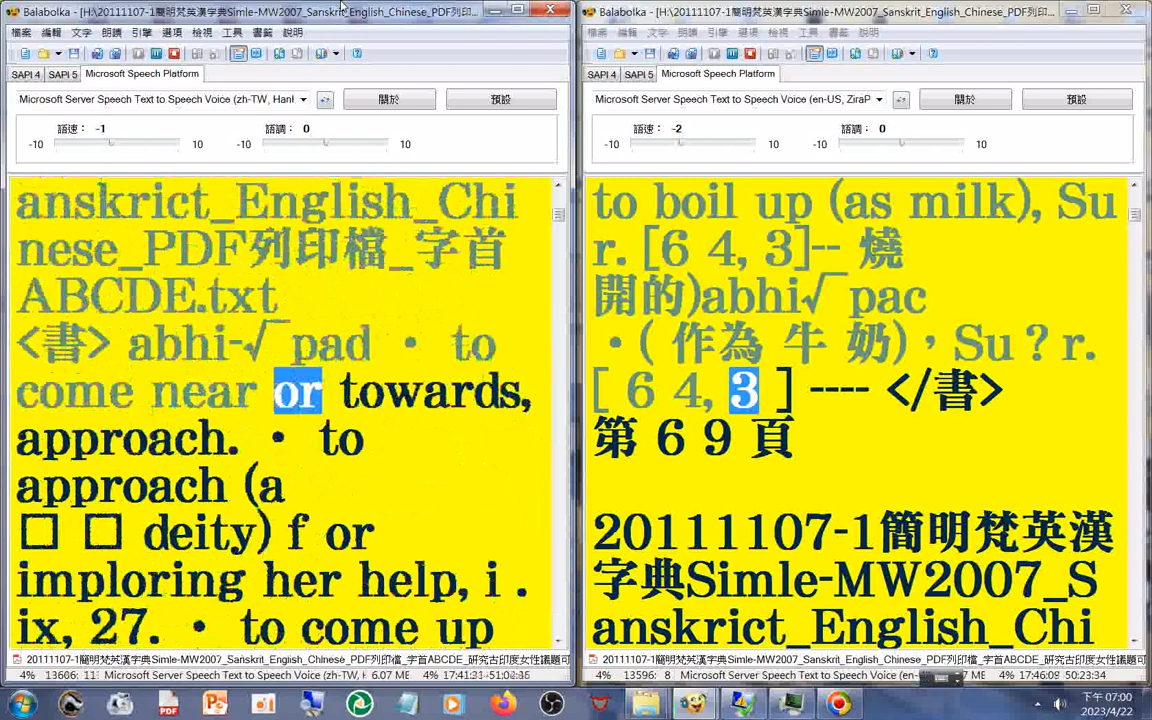 Balabolka - [H:\20111107-1簡明梵英漢字典Simle-MW2007_Sanskrit_English_Chinese_PDF列印...
檔案 編輯 文字 朗讀 引擎 選項 檢視 工具 書籤 說明
SAPI 4 SAPI 5 Microsoft Speech Platform
Microsoft Server Speech Text to Speech Voice (zh-TW, Hanl 關於 預設
語速： -1 語調： 0
-10 10 -10 10
anskrict_English_Chi
nese_PDF列印檔_字首
ABCDE.txt
<書> abhi-√ pad • to
come near or towards,
approach. • to
approach (a
□ □ deity) f or
imploring her help, i .
ix, 27. • to come up
4% 13606: 11 Microsoft Server Speech Text to Speech Voice (zh-TW, 6.07 ME 4% 17:41:31
Balabolka - [H:\20111107-1簡明梵英漢字典Simle-MW2007_Sanskrit_English_Chinese_PDF列印...
檔案 編輯 文字 朗讀 引擎 選項 檢視 工具 書籤 說明
SAPI 4 SAPI 5 Microsoft Speech Platform
Microsoft Server Speech Text to Speech Voice (en-US, ZiraP 關於 預設
語速： -2 語調： 0
-10 10 -10 10
to boil up (as milk), Su
r. [6 4, 3]-- 燒
開的)abhi√ pac
•( 作為 牛 奶)，Su？r.
[ 6 4, 3 ] ---- </書>
第 6 9 頁
20111107-1簡明梵英漢
字典Simle-MW2007_S
anskrict_English_Chi
4% 13596: 8 Microsoft Server Speech Text to Speech Voice (en-US, ME 4% 17:46:09 50:23:34
下午 07:00
2023/4/22